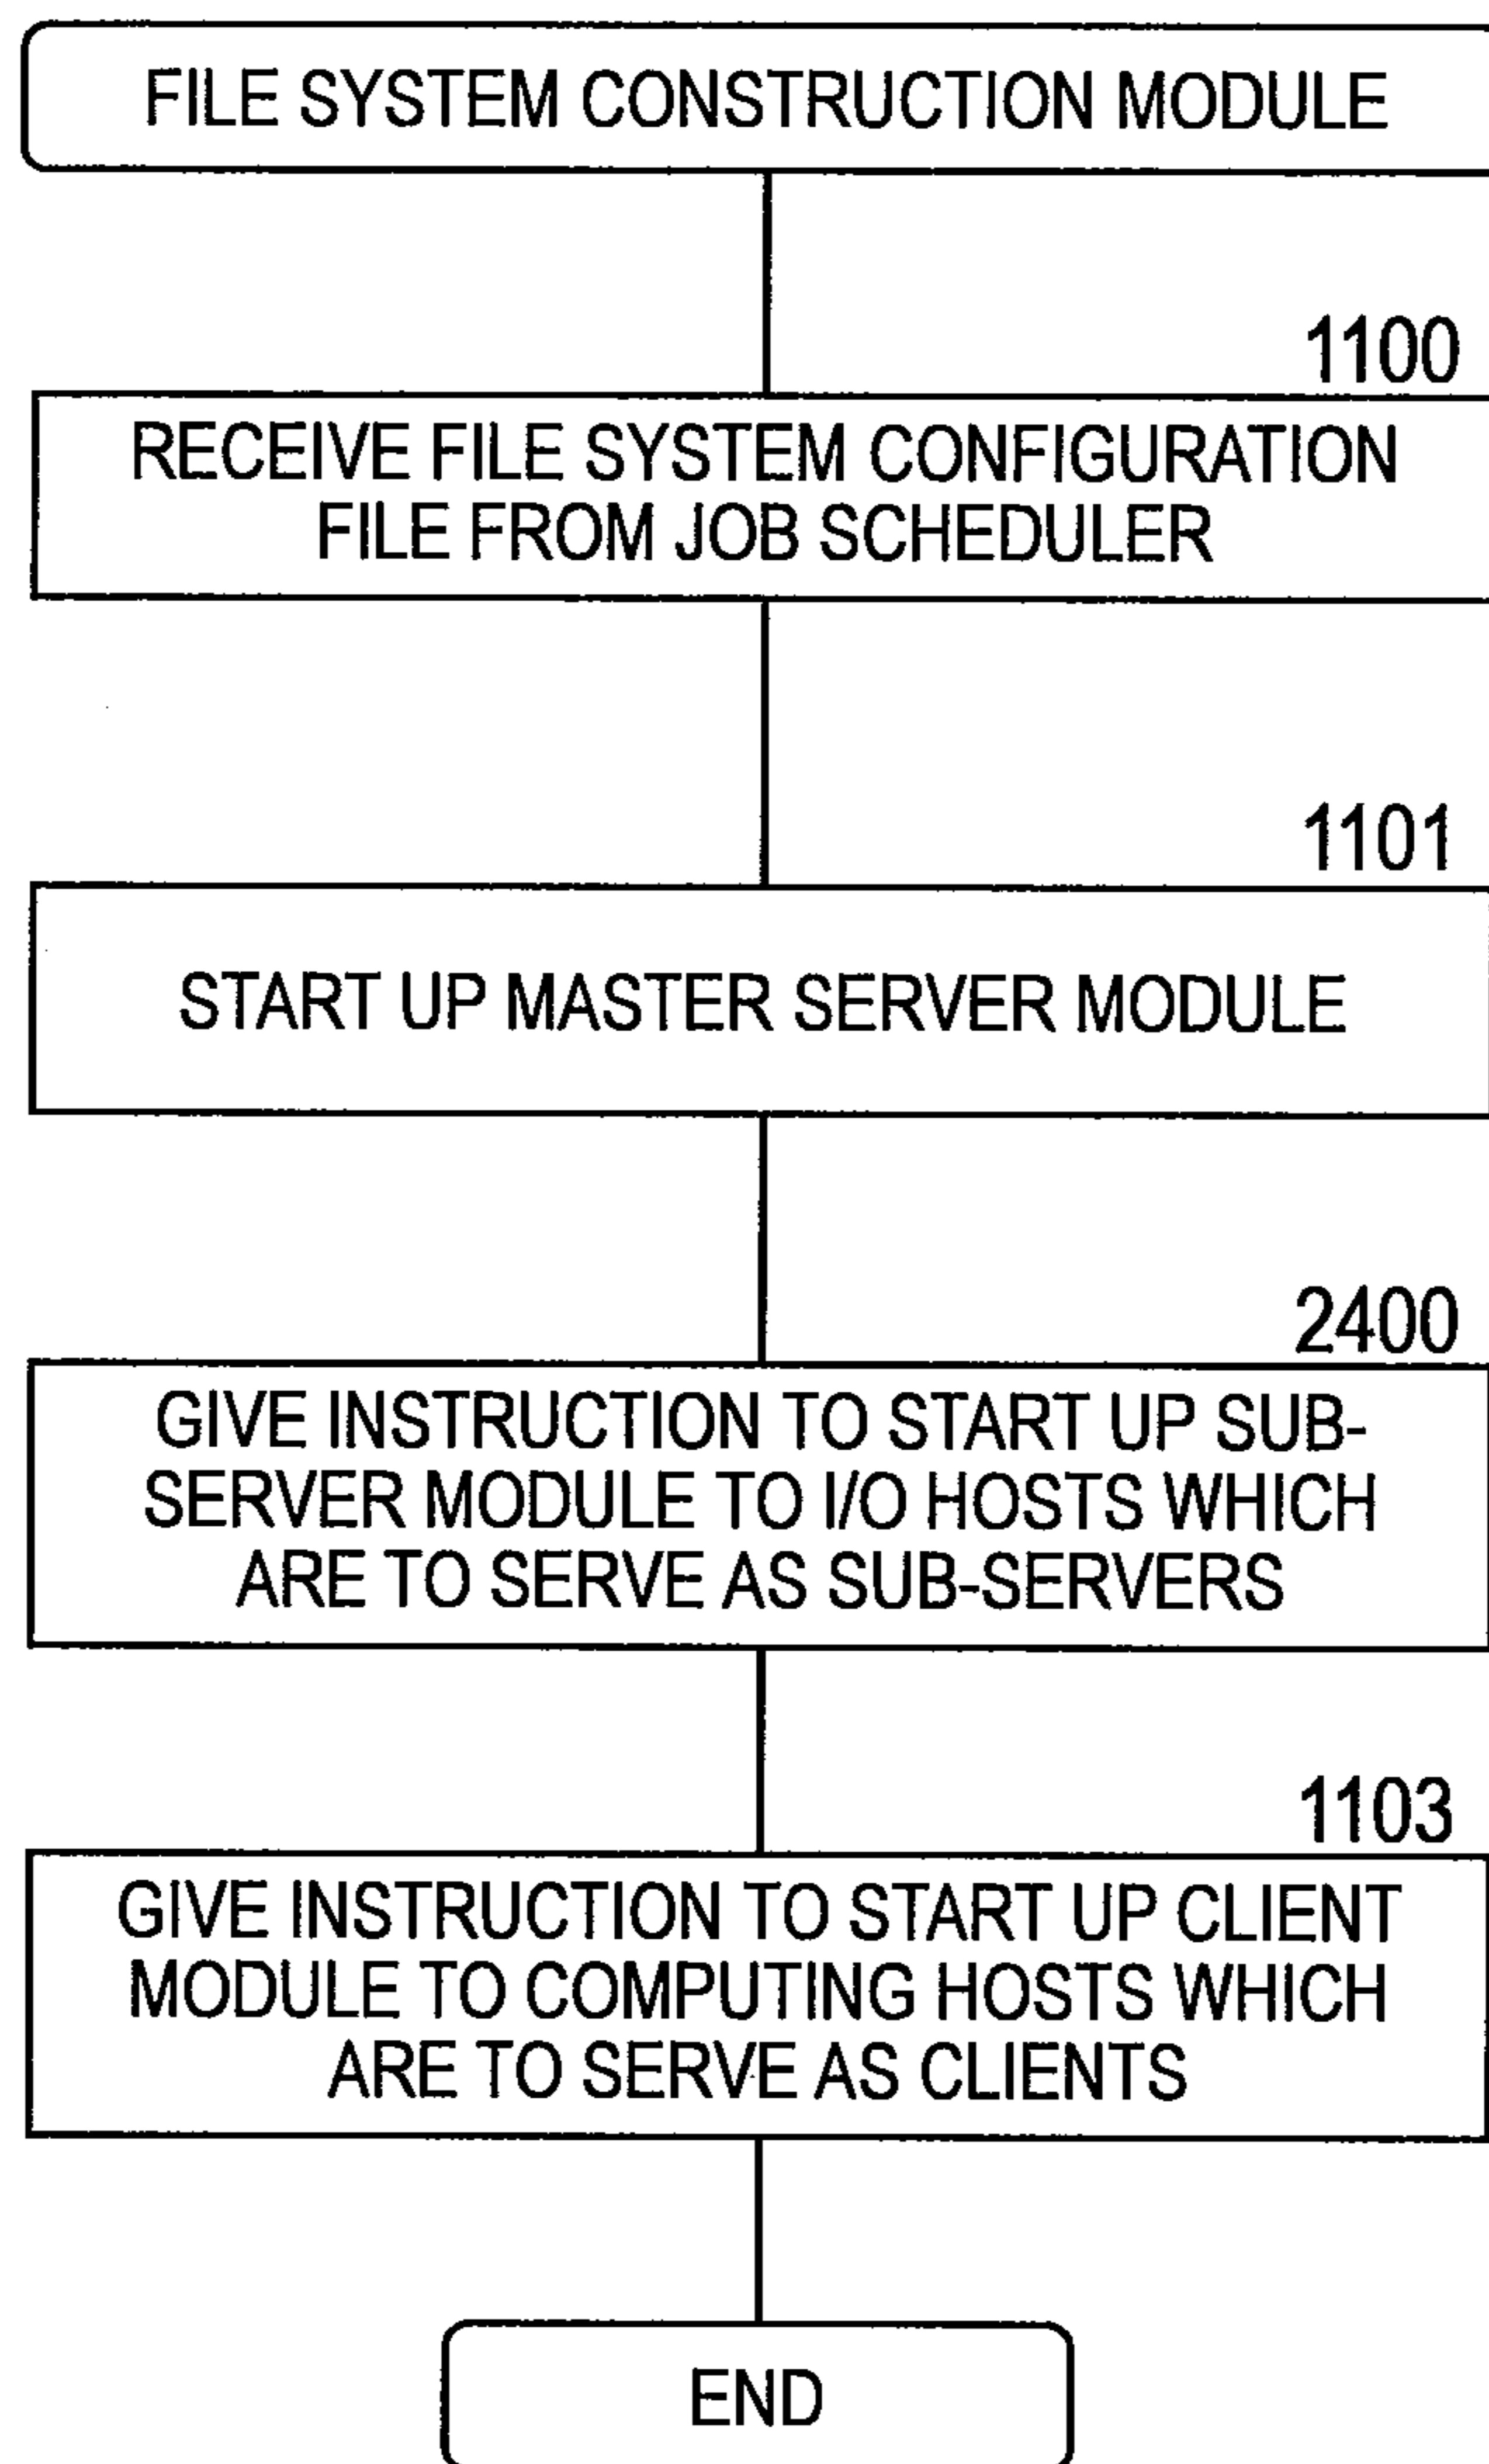 FILE SYSTEM CONSTRUCTION MODULE
1100
RECEIVE FILE SYSTEM CONFIGURATION
FILE FROM JOB SCHEDULER
1101
START UP MASTER SERVER MODULE
2400
GIVE INSTRUCTION TO START UP SUB-
SERVER MODULE TO I/O HOSTS WHICH
ARE TO SERVE AS SUB-SERVERS
1103
GIVE INSTRUCTION TO START UP CLIENT
MODULE TO COMPUTING HOSTS WHICH
ARE TO SERVE AS CLIENTS
END